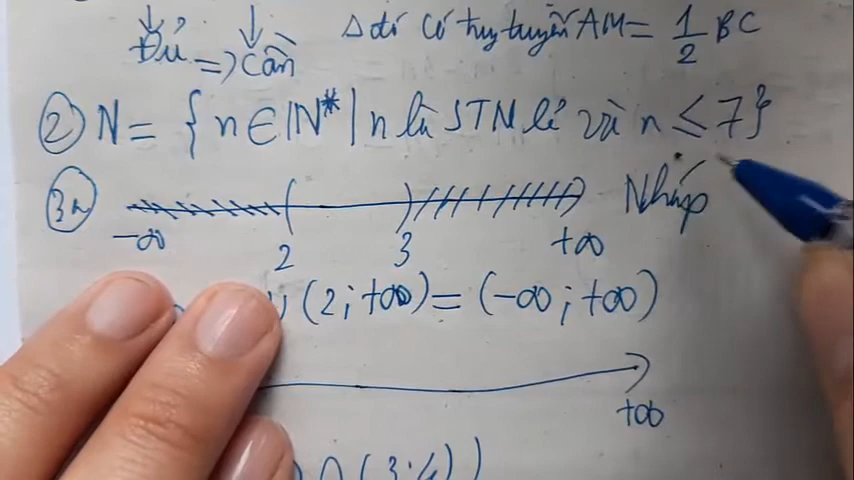 Δ đó có trung tuyến AM = 1/2 BC
Đủ => Cần
② N = { n ∈ ℕ* | n là STN lẻ và n ≤ 7 }
③a Nháp
-∞ 2 3 +∞
∪ (2; +∞) = (-∞; +∞)
+∞
∩ (3; 4)